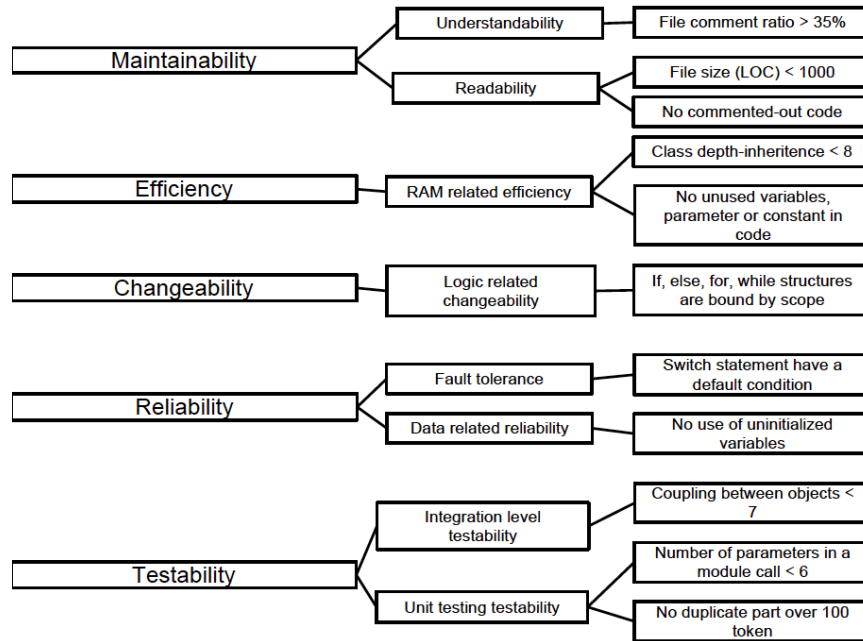 Understandability
File comment ratio > 35%
Maintainability
Readability
File size (LOC) < 1000
No commented-out code
Class depth-inheritence < 8
Efficiency
RAM related efficiency
No unused variables,
parameter or constant in
code
Changeability
Logic related
changeability
If, else, for, while structures
are bound by scope
Fault tolerance
Switch statement have a
default condition
Reliability
Data related reliability
No use of uninitialized
variables
Integration level
testability
Coupling between objects <
7
Testability
Unit testing testability
Number of parameters in a
module call < 6
No duplicate part over 100
token